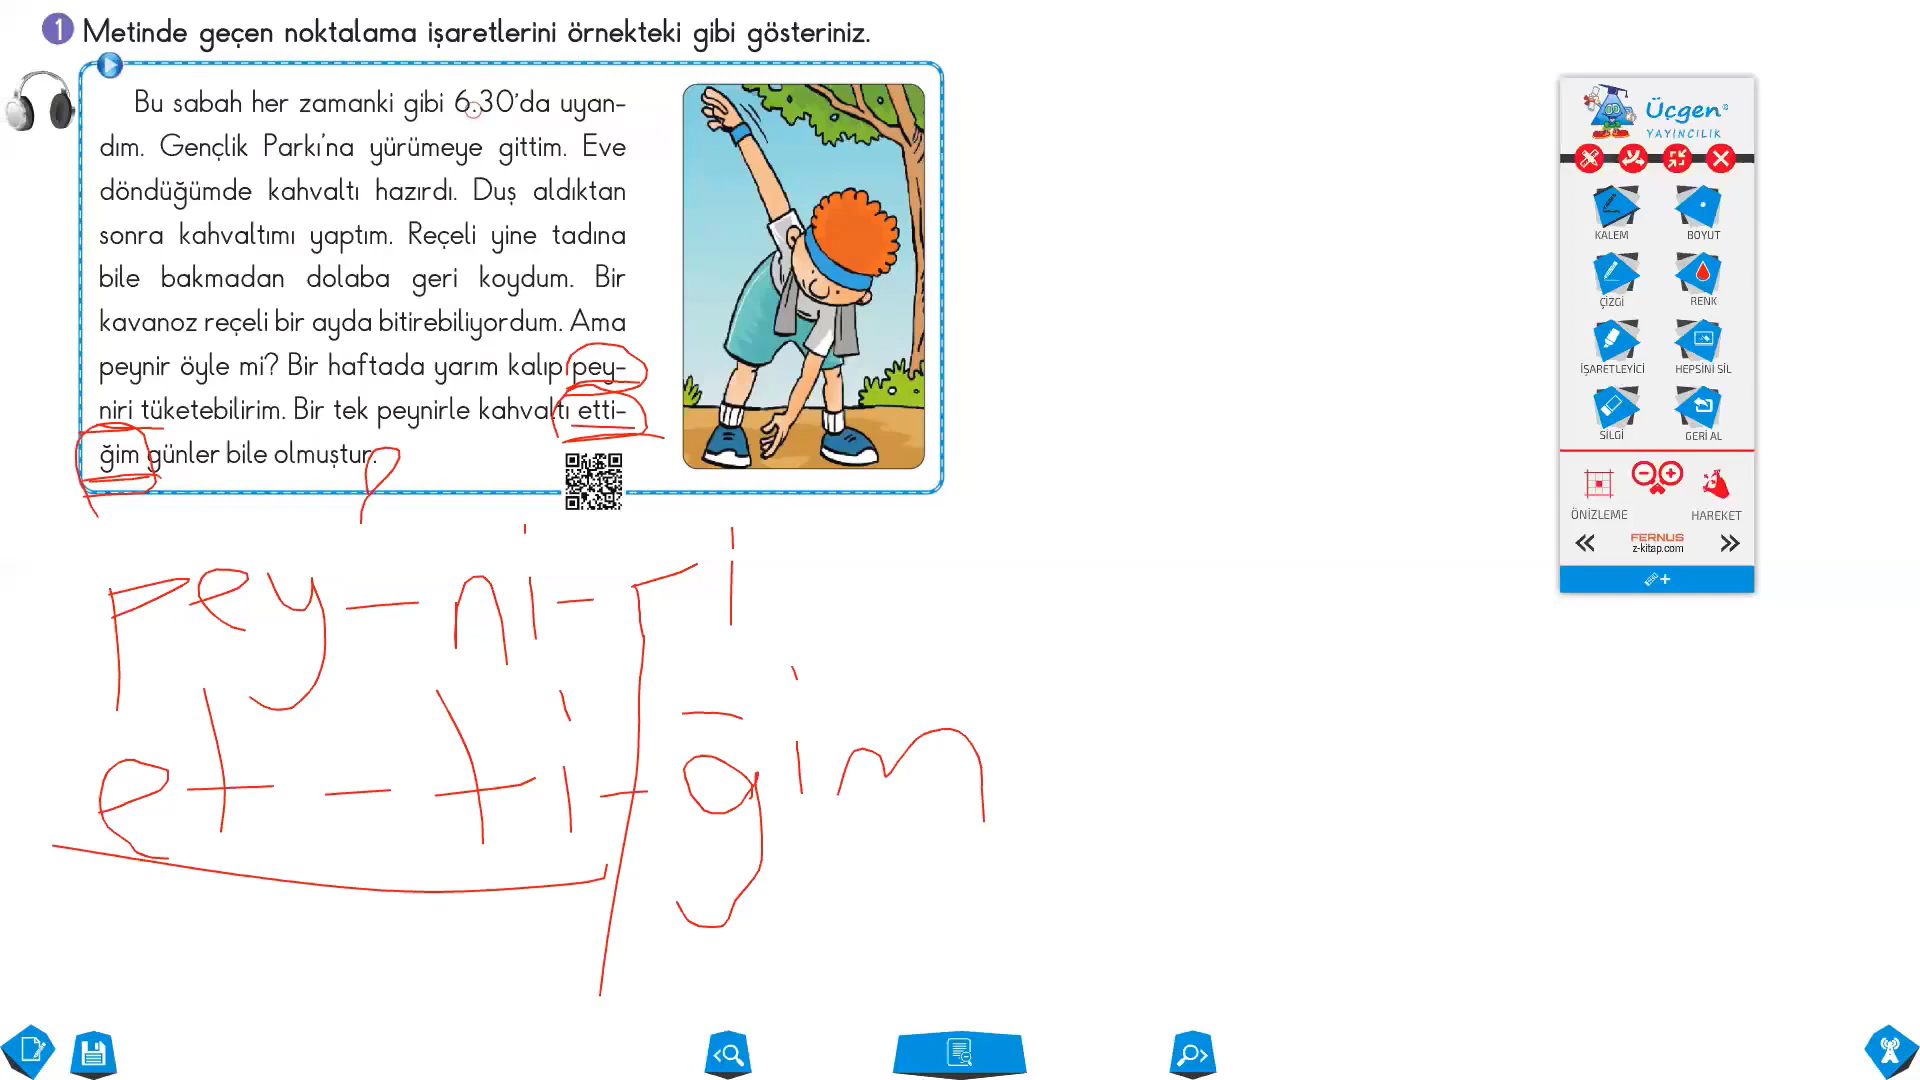 1 Metinde geçen noktalama işaretlerini örnekteki gibi gösteriniz.
Bu sabah her zamanki gibi 6.30'da uyan-
dım. Gençlik Parkı'na yürümeye gittim. Eve
döndüğümde kahvaltı hazırdı. Duş aldıktan
sonra kahvaltımı yaptım. Reçeli yine tadına
bile bakmadan dolaba geri koydum. Bir
kavanoz reçeli bir ayda bitirebiliyordum. Ama
peynir öyle mi? Bir haftada yarım kalıp pey-
niri tüketebilirim. Bir tek peynirle kahvaltı etti-
ğim günler bile olmuştur.
pey - ni - ri
et - ti - ğim
Üçgen
YAYINCILIK
KALEM
BOYUT
ÇİZGİ
RENK
İŞARETLEYİCİ
HEPSİNİ SİL
SİLGİ
GERİ AL
ÖNİZLEME
HAREKET
FERNUS
z-kitap.com